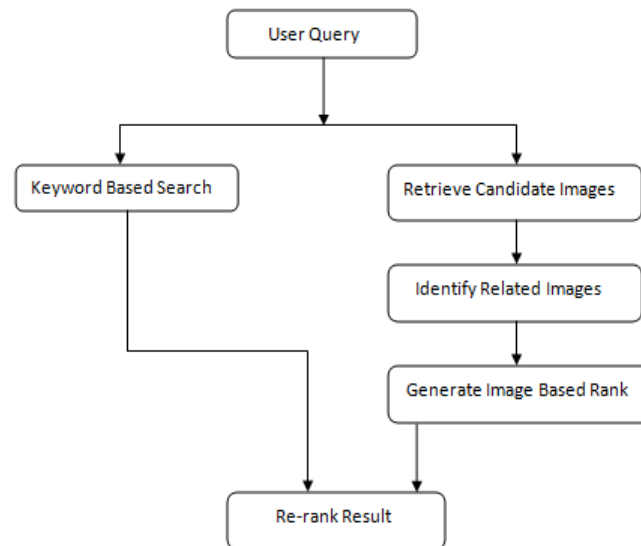 User Query
Keyword Based Search
Retrieve Candidate Images
Identify Related Images
Generate Image Based Rank
Re-rank Result